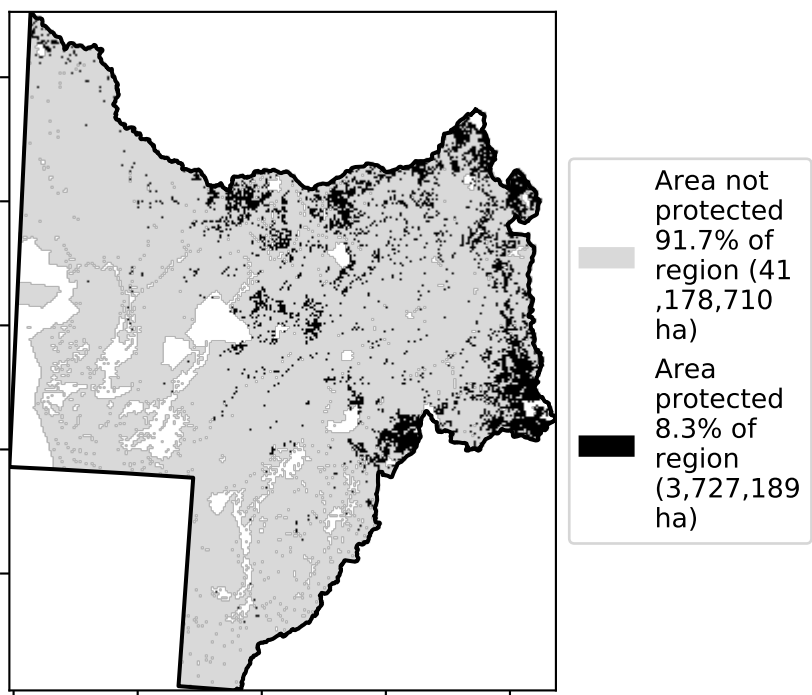 Area not
protected
91.7% of
region (41
,178,710
ha)
Area
protected
8.3% of
region
(3,727,189
ha)